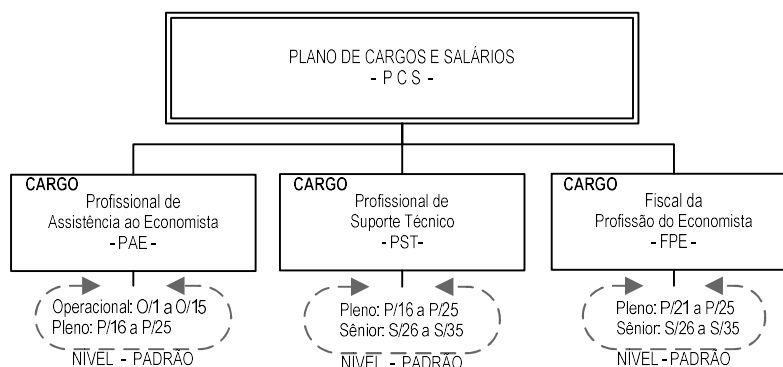 PLANO DE CARGOS E SALÁRIOS
- P C S -
CARGO
Profissional de
Assistência ao Economista
-PAE -
Operacional: O/1 a O/15
Pleno: P/16 a P/25
NÍVEL - PADRÃO
CARGO
Profissional de
Suporte Técnico
-PST-
Pleno: P/16 a P/25
Sênior: S/26 a S/35
NÍVEL - PADRÃO
CARGO
Fiscal da
Profissão do Economista
-FPE -
Pleno: P/21 a P/25
Sênior: S/26 a S/35
NÍVEL -PADRÃO